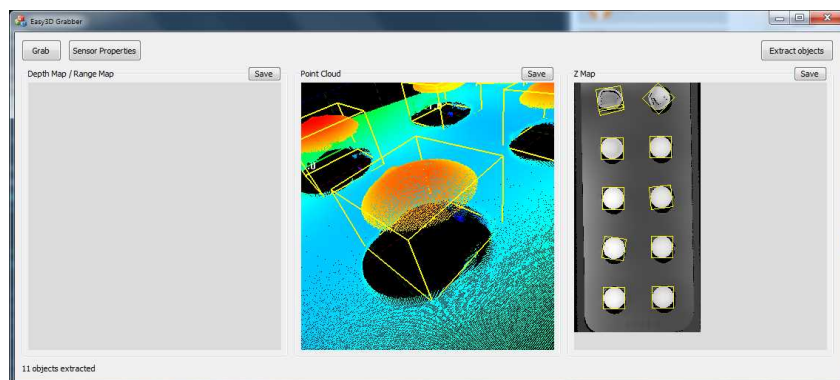 Easy3D Grabber
Grab
Sensor Properties
Extract objects
Depth Map / Range Map
Save
Point Cloud
Save
Z Map
Save
11 objects extracted